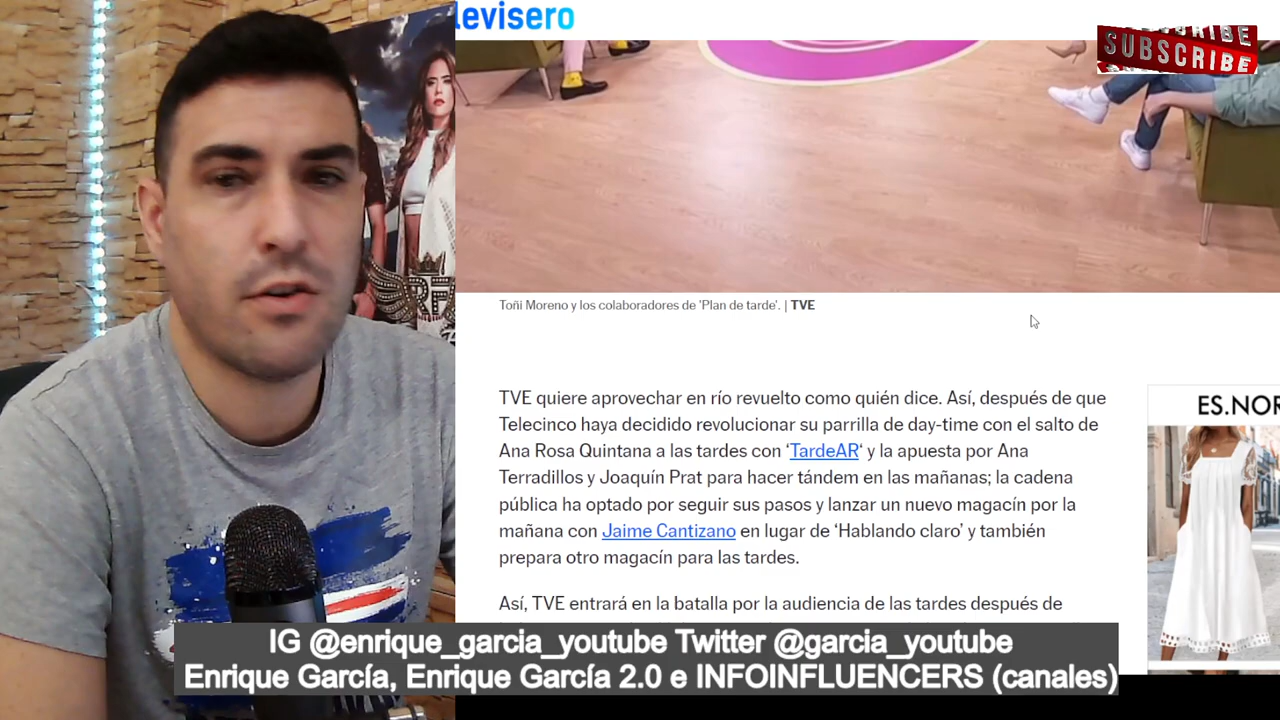 levisero
SUBSCRIBE
SUBSCRIBE
RF
Toñi Moreno y los colaboradores de 'Plan de tarde'. | TVE
TVE quiere aprovechar en río revuelto como quién dice. Así, después de que
Telecinco haya decidido revolucionar su parrilla de day-time con el salto de
Ana Rosa Quintana a las tardes con ‘TardeAR‘ y la apuesta por Ana
Terradillos y Joaquín Prat para hacer tándem en las mañanas; la cadena
pública ha optado por seguir sus pasos y lanzar un nuevo magacín por la
mañana con Jaime Cantizano en lugar de ‘Hablando claro’ y también
prepara otro magacín para las tardes.
Así, TVE entrará en la batalla por la audiencia de las tardes después de
ES.NOR
IG @enrique_garcia_youtube Twitter @garcia_youtube
Enrique García, Enrique García 2.0 e INFOINFLUENCERS (canales)